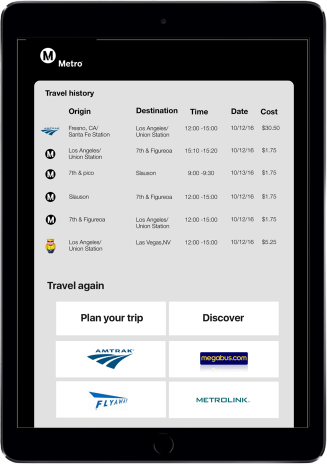 M Metro
Travel history
Origin Destination Time Date Cost
Fresno, CA/ Los Angeles/ 12:00 -15:00 10/12/16 $30.50
Santa Fe Station Union Station
M Los Angeles/ 7th & Figureoa 15:10 -15:20 10/12/16 $1.75
Union Station
M 7th & pico Slauson 9:00 -9:30 10/13/16 $1.75
M Slauson 7th & Figureoa 12:00 -15:00 10/12/16 $1.75
M 7th & Figureoa Los Angeles/ 12:00 -15:00 10/12/16 $1.75
Union Station
Los Angeles/ Las Vegas,NV 12:00 -15:00 10/12/16 $5.25
Union Station
Travel again
Plan your trip Discover
AMTRAK megabus.com
FLYAWAY METROLINK.